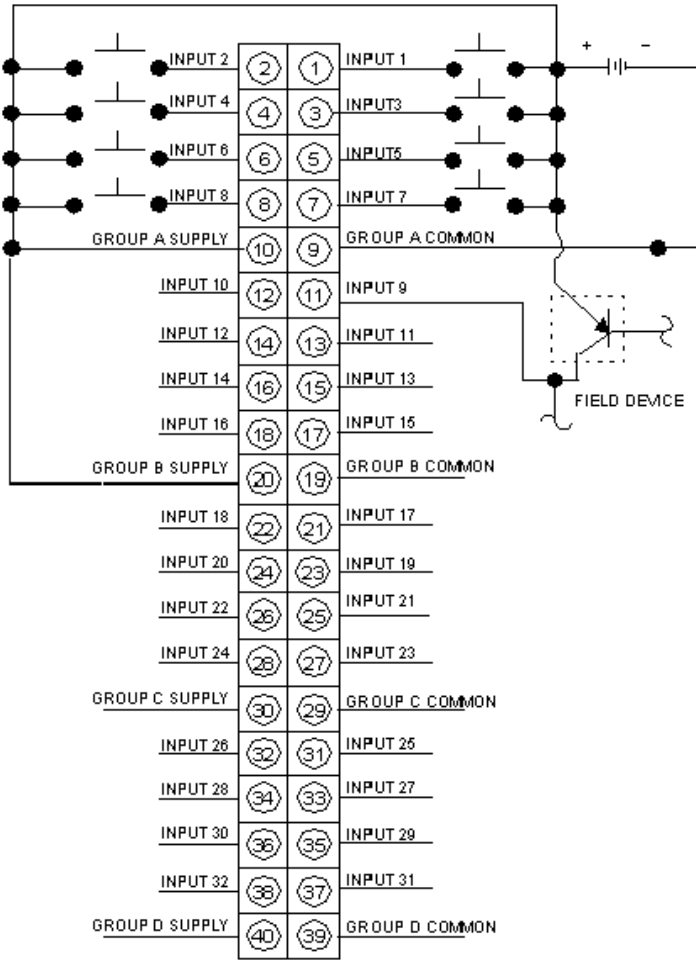 + −
INPUT 2 2 1 INPUT 1
INPUT 4 4 3 INPUT3
INPUT 6 6 5 INPUT5
INPUT 8 8 7 INPUT 7
GROUP A SUPPLY 10 9 GROUP A COMMON
INPUT 10 12 11 INPUT 9
INPUT 12 14 13 INPUT 11
INPUT 14 16 15 INPUT 13
FIELD DEVICE
INPUT 16 18 17 INPUT 15
GROUP B SUPPLY 20 19 GROUP B COMMON
INPUT 18 22 21 INPUT 17
INPUT 20 24 23 INPUT 19
INPUT 22 26 25 INPUT 21
INPUT 24 28 27 INPUT 23
GROUP C SUPPLY 30 29 GROUP C COMMON
INPUT 26 32 31 INPUT 25
INPUT 28 34 33 INPUT 27
INPUT 30 36 35 INPUT 29
INPUT 32 38 37 INPUT 31
GROUP D SUPPLY 40 39 GROUP D COMMON